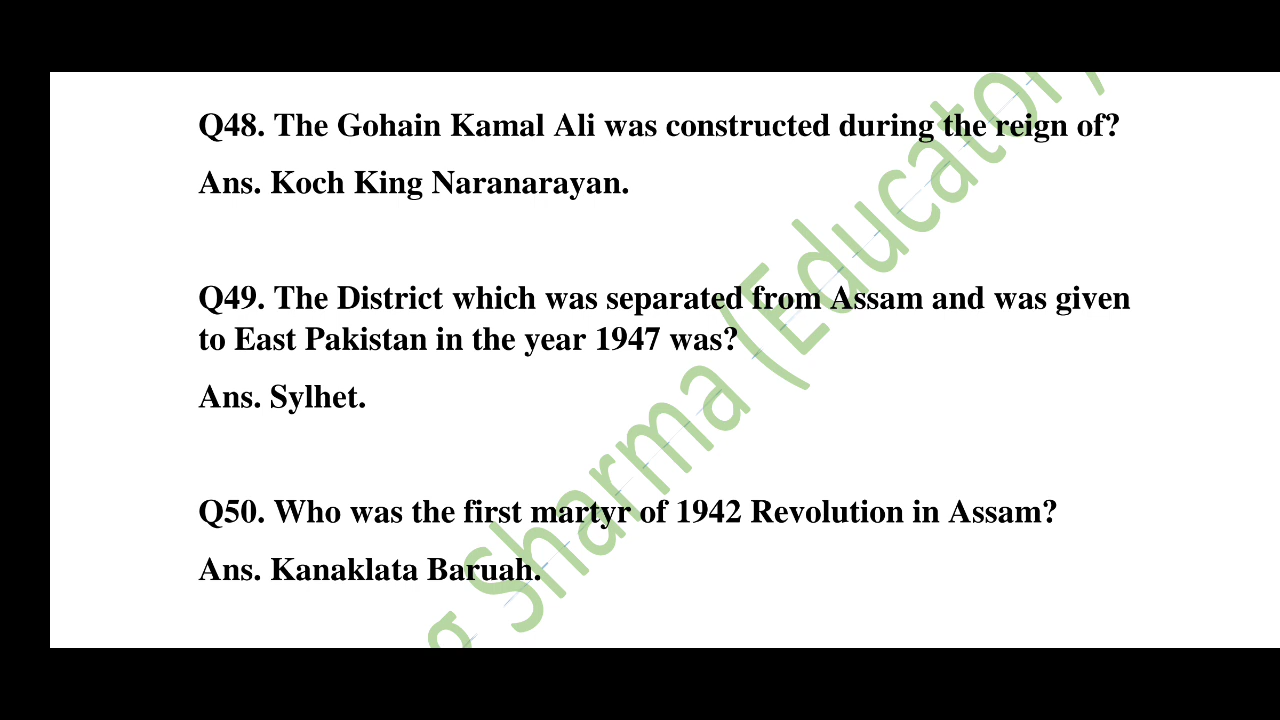 Q48. The Gohain Kamal Ali was constructed during the reign of?
Ans. Koch King Naranarayan.
Q49. The District which was separated from Assam and was given
to East Pakistan in the year 1947 was?
Ans. Sylhet.
Q50. Who was the first martyr of 1942 Revolution in Assam?
Ans. Kanaklata Baruah.
Sharma (Educator)